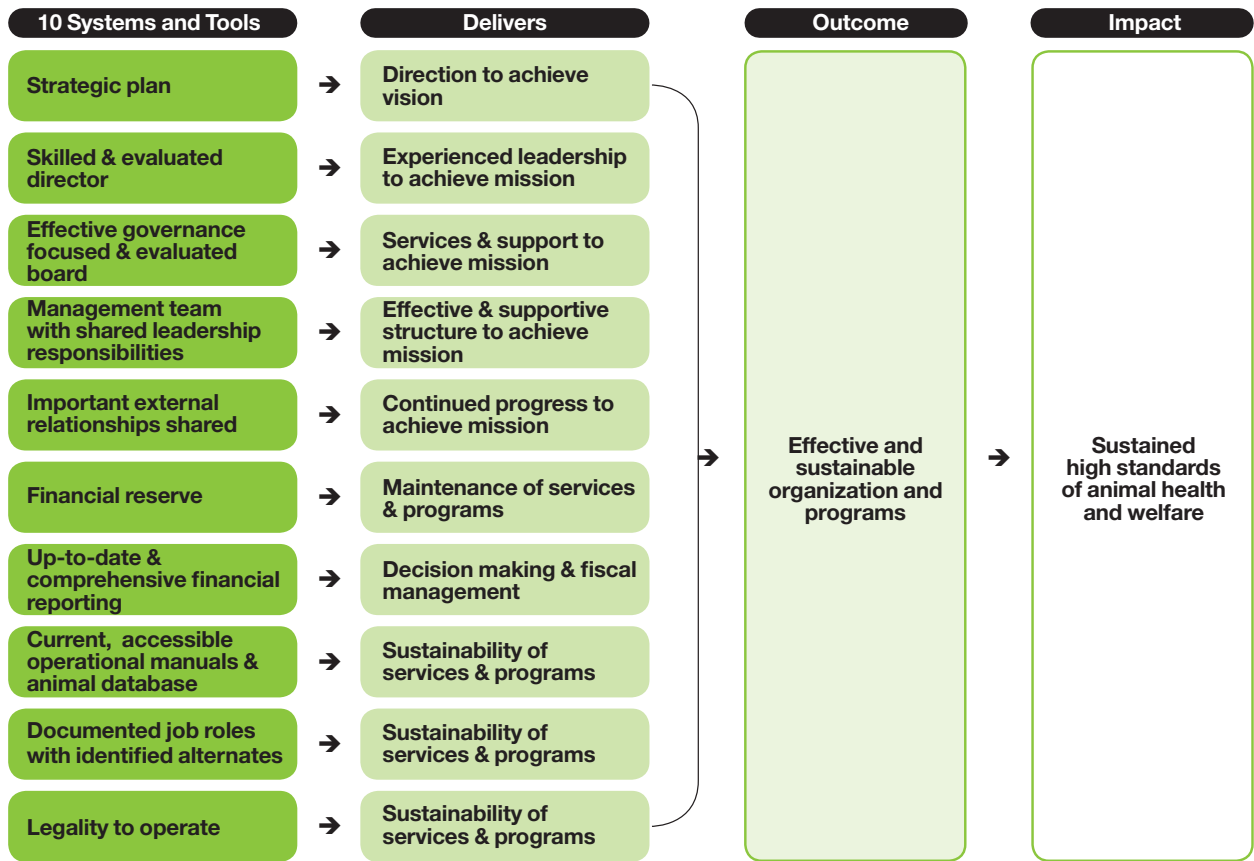 10 Systems and Tools
Delivers
Outcome
Impact
Strategic plan
➔
Direction to achieve
vision
Skilled & evaluated
director
➔
Experienced leadership
to achieve mission
Effective governance
focused & evaluated
board
➔
Services & support to
achieve mission
Management team
with shared leadership
responsibilities
➔
Effective & supportive
structure to achieve
mission
Important external
relationships shared
➔
Continued progress to
achieve mission
Financial reserve
➔
Maintenance of services
& programs
Up-to-date &
comprehensive financial
reporting
➔
Decision making & fiscal
management
Current, accessible
operational manuals &
animal database
➔
Sustainability of
services & programs
Documented job roles
with identified alternates
➔
Sustainability of
services & programs
Legality to operate
➔
Sustainability of
services & programs
➔
Effective and
sustainable
organization and
programs
➔
Sustained
high standards
of animal health
and welfare